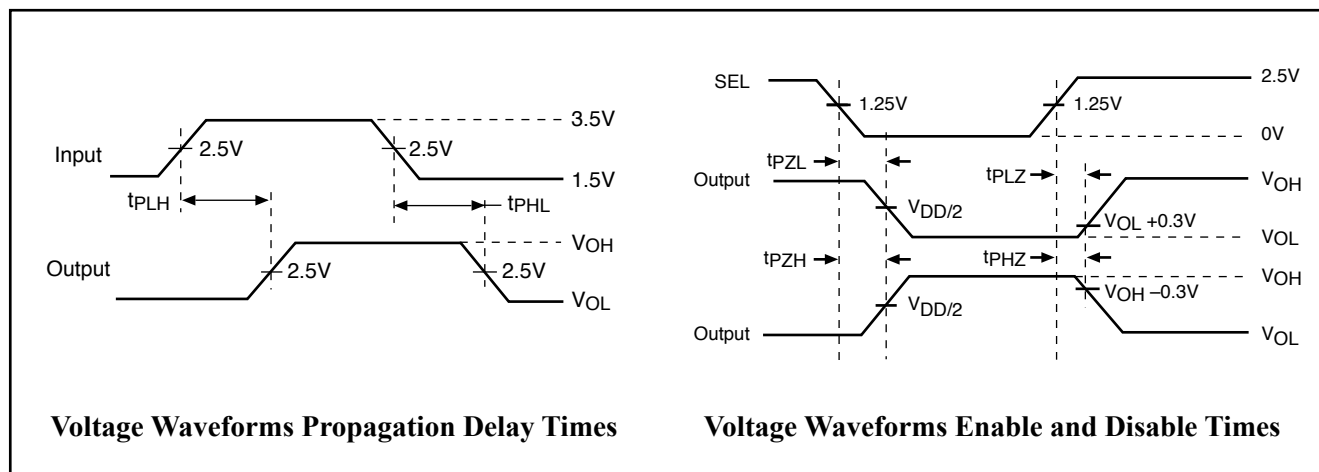 Input
2.5V
2.5V
3.5V
1.5V
tPLH
tPHL
Output
2.5V
2.5V
VOH
VOL
Voltage Waveforms Propagation Delay Times
SEL
1.25V
1.25V
2.5V
0V
tPZL
tPLZ
Output
VDD/2
VOL +0.3V
VOH
VOL
tPZH
tPHZ
Output
VDD/2
VOH –0.3V
VOH
VOL
Voltage Waveforms Enable and Disable Times